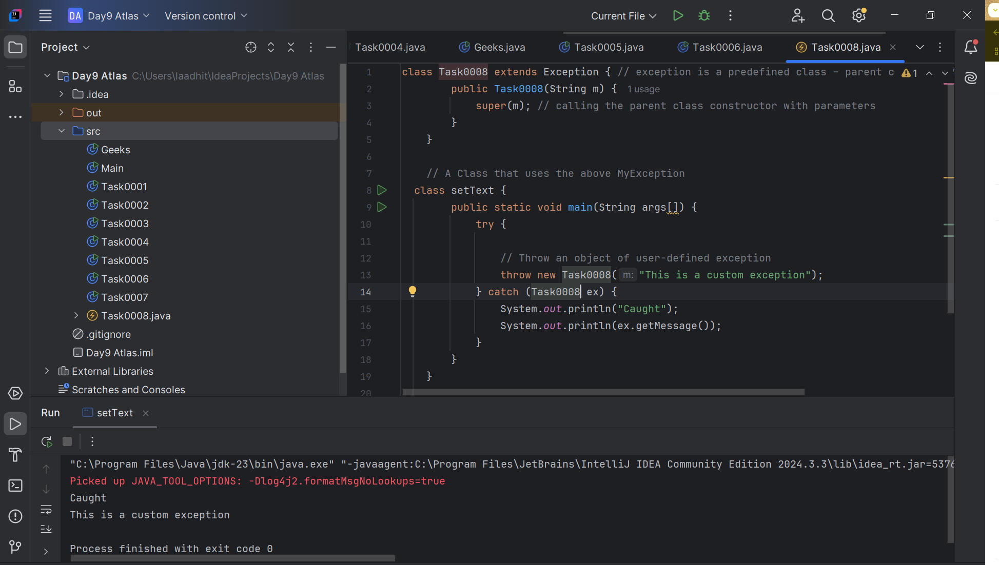 DA Day9 Atlas Version control Current File
Project
Task0004.java Geeks.java Task0005.java Task0006.java Task0008.java
Day9 Atlas C:\Users\laadhit\IdeaProjects\Day9 Atlas
.idea
out
src
Geeks
Main
Task0001
Task0002
Task0003
Task0004
Task0005
Task0006
Task0007
Task0008.java
.gitignore
Day9 Atlas.iml
External Libraries
Scratches and Consoles
1 class Task0008 extends Exception { // exception is a predefined class - parent c 1
2 public Task0008(String m) { 1 usage
3 super(m); // calling the parent class constructor with parameters
4 }
5 }
6
7 // A Class that uses the above MyException
8 class setText {
9 public static void main(String args[]) {
10 try {
11
12 // Throw an object of user-defined exception
13 throw new Task0008( m: "This is a custom exception");
14 } catch (Task0008 ex) {
15 System.out.println("Caught");
16 System.out.println(ex.getMessage());
17 }
18 }
19 }
20
Run setText
"C:\Program Files\Java\jdk-23\bin\java.exe" "-javaagent:C:\Program Files\JetBrains\IntelliJ IDEA Community Edition 2024.3.3\lib\idea_rt.jar=5376
Picked up JAVA_TOOL_OPTIONS: -Dlog4j2.formatMsgNoLookups=true
Caught
This is a custom exception
Process finished with exit code 0